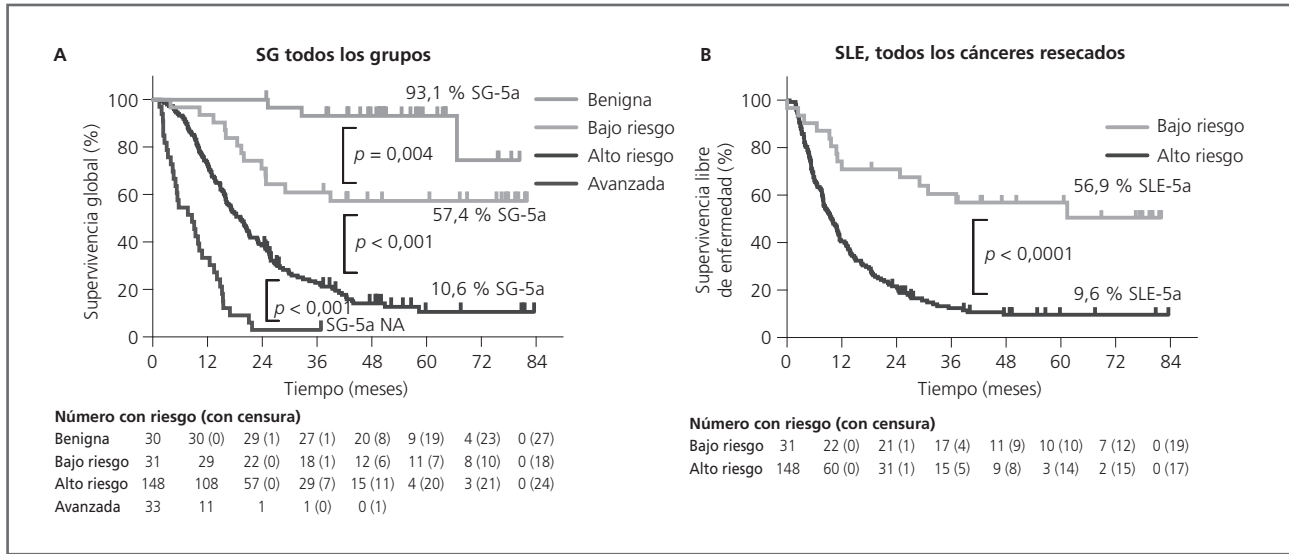 A
SG todos los grupos
Supervivencia global (%)
100
80
60
40
20
0
0 12 24 36 48 60 72 84
Tiempo (meses)
93,1 % SG-5a
p = 0,004
57,4 % SG-5a
p < 0,001
10,6 % SG-5a
p < 0,001
SG-5a NA
Benigna
Bajo riesgo
Alto riesgo
Avanzada
Número con riesgo (con censura)
Benigna 30 30 (0) 29 (1) 27 (1) 20 (8) 9 (19) 4 (23) 0 (27)
Bajo riesgo 31 29 22 (0) 18 (1) 12 (6) 11 (7) 8 (10) 0 (18)
Alto riesgo 148 108 57 (0) 29 (7) 15 (11) 4 (20) 3 (21) 0 (24)
Avanzada 33 11 1 1 (0) 0 (1)
B
SLE, todos los cánceres resecados
Supervivencia libre
de enfermedad (%)
100
80
60
40
20
0
0 12 24 36 48 60 72 84
Tiempo (meses)
Bajo riesgo
Alto riesgo
56,9 % SLE-5a
p < 0,0001
9,6 % SLE-5a
Número con riesgo (con censura)
Bajo riesgo 31 22 (0) 21 (1) 17 (4) 11 (9) 10 (10) 7 (12) 0 (19)
Alto riesgo 148 60 (0) 31 (1) 15 (5) 9 (8) 3 (14) 2 (15) 0 (17)